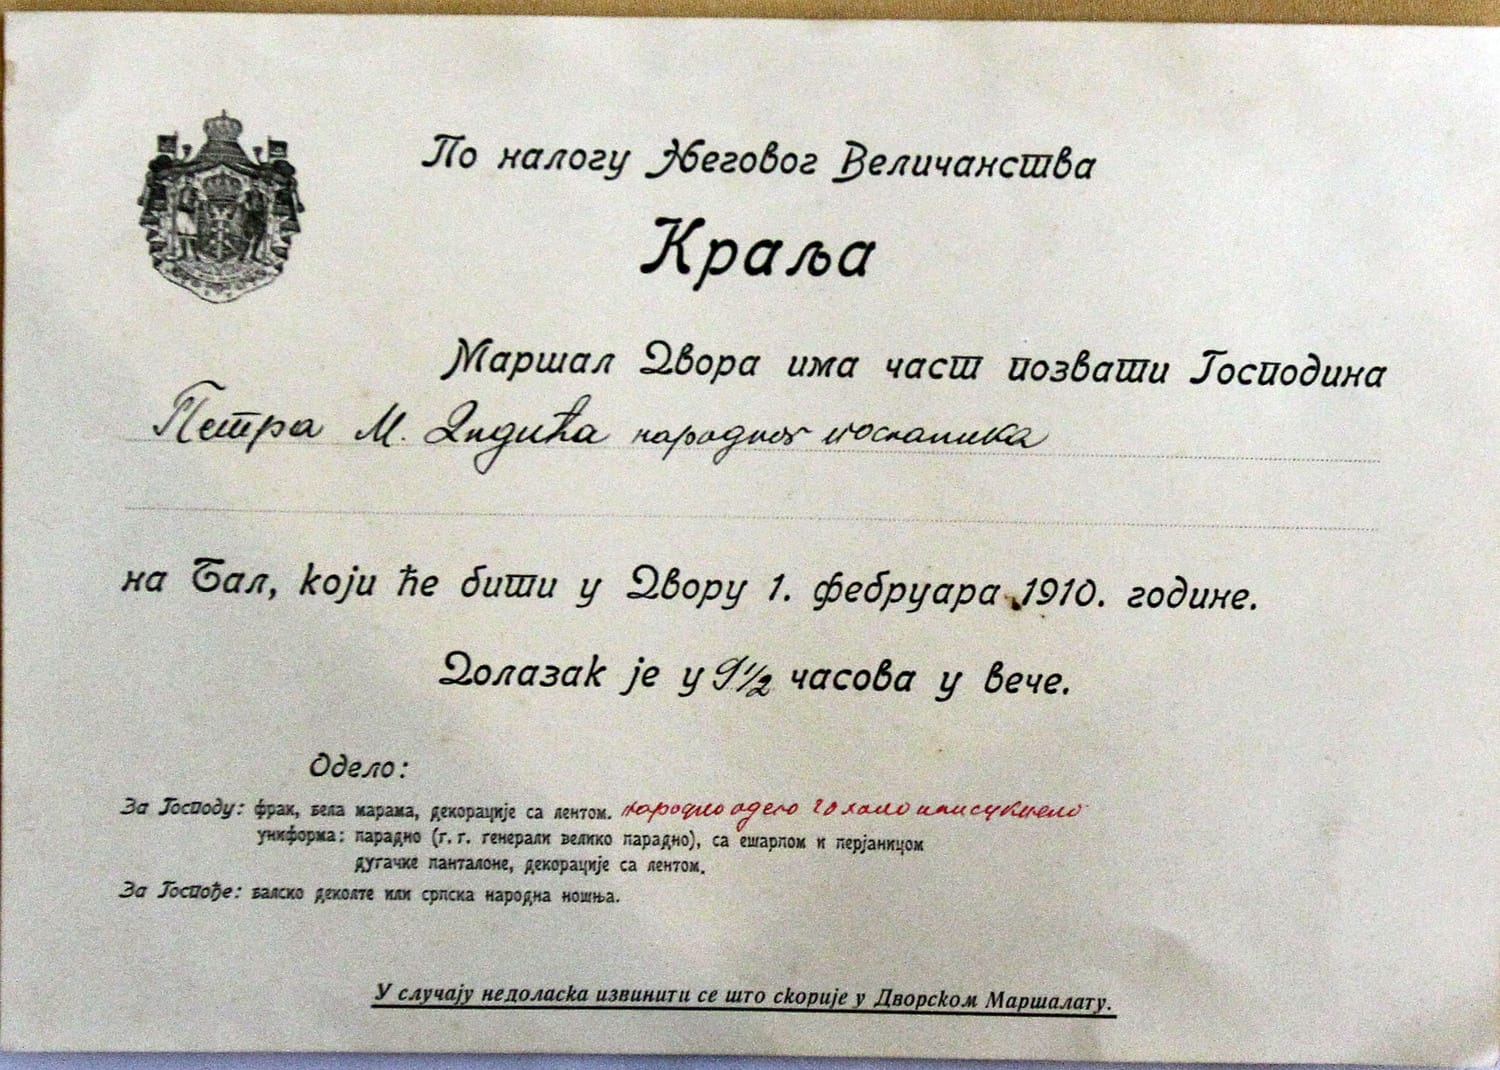 По налогу Његовог Величанства
Краља
Маршал Двора има част позвати Господина
Петра М. Индића народног посланика
на Бал, који ће бити у Двору 1. фебруара 1910. године.
Долазак је у 9½ часова у вече.
Одело:
За Господу: фрак, бела марама, декорације са лентом. народно одело
униформа: парадно (г. г. генерали велико парадно), са ешарпом и перјаницом
дугачке панталоне, декорације са лентом.
За Госпође: балско деколте или српска народна ношња.
У случају недоласка извинити се што скорије у Дворском Маршалату.